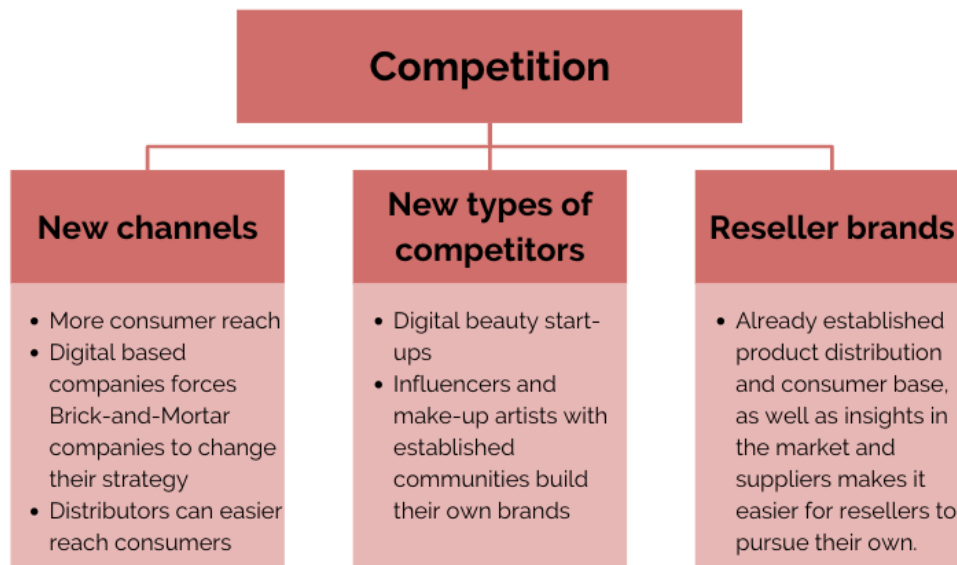 Competition
New channels
• More consumer reach
• Digital based
companies forces
Brick-and-Mortar
companies to change
their strategy
• Distributors can easier
reach consumers
New types of
competitors
• Digital beauty start-
ups
• Influencers and
make-up artists with
established
communities build
their own brands
Reseller brands
• Already established
product distribution
and consumer base,
as well as insights in
the market and
suppliers makes it
easier for resellers to
pursue their own.